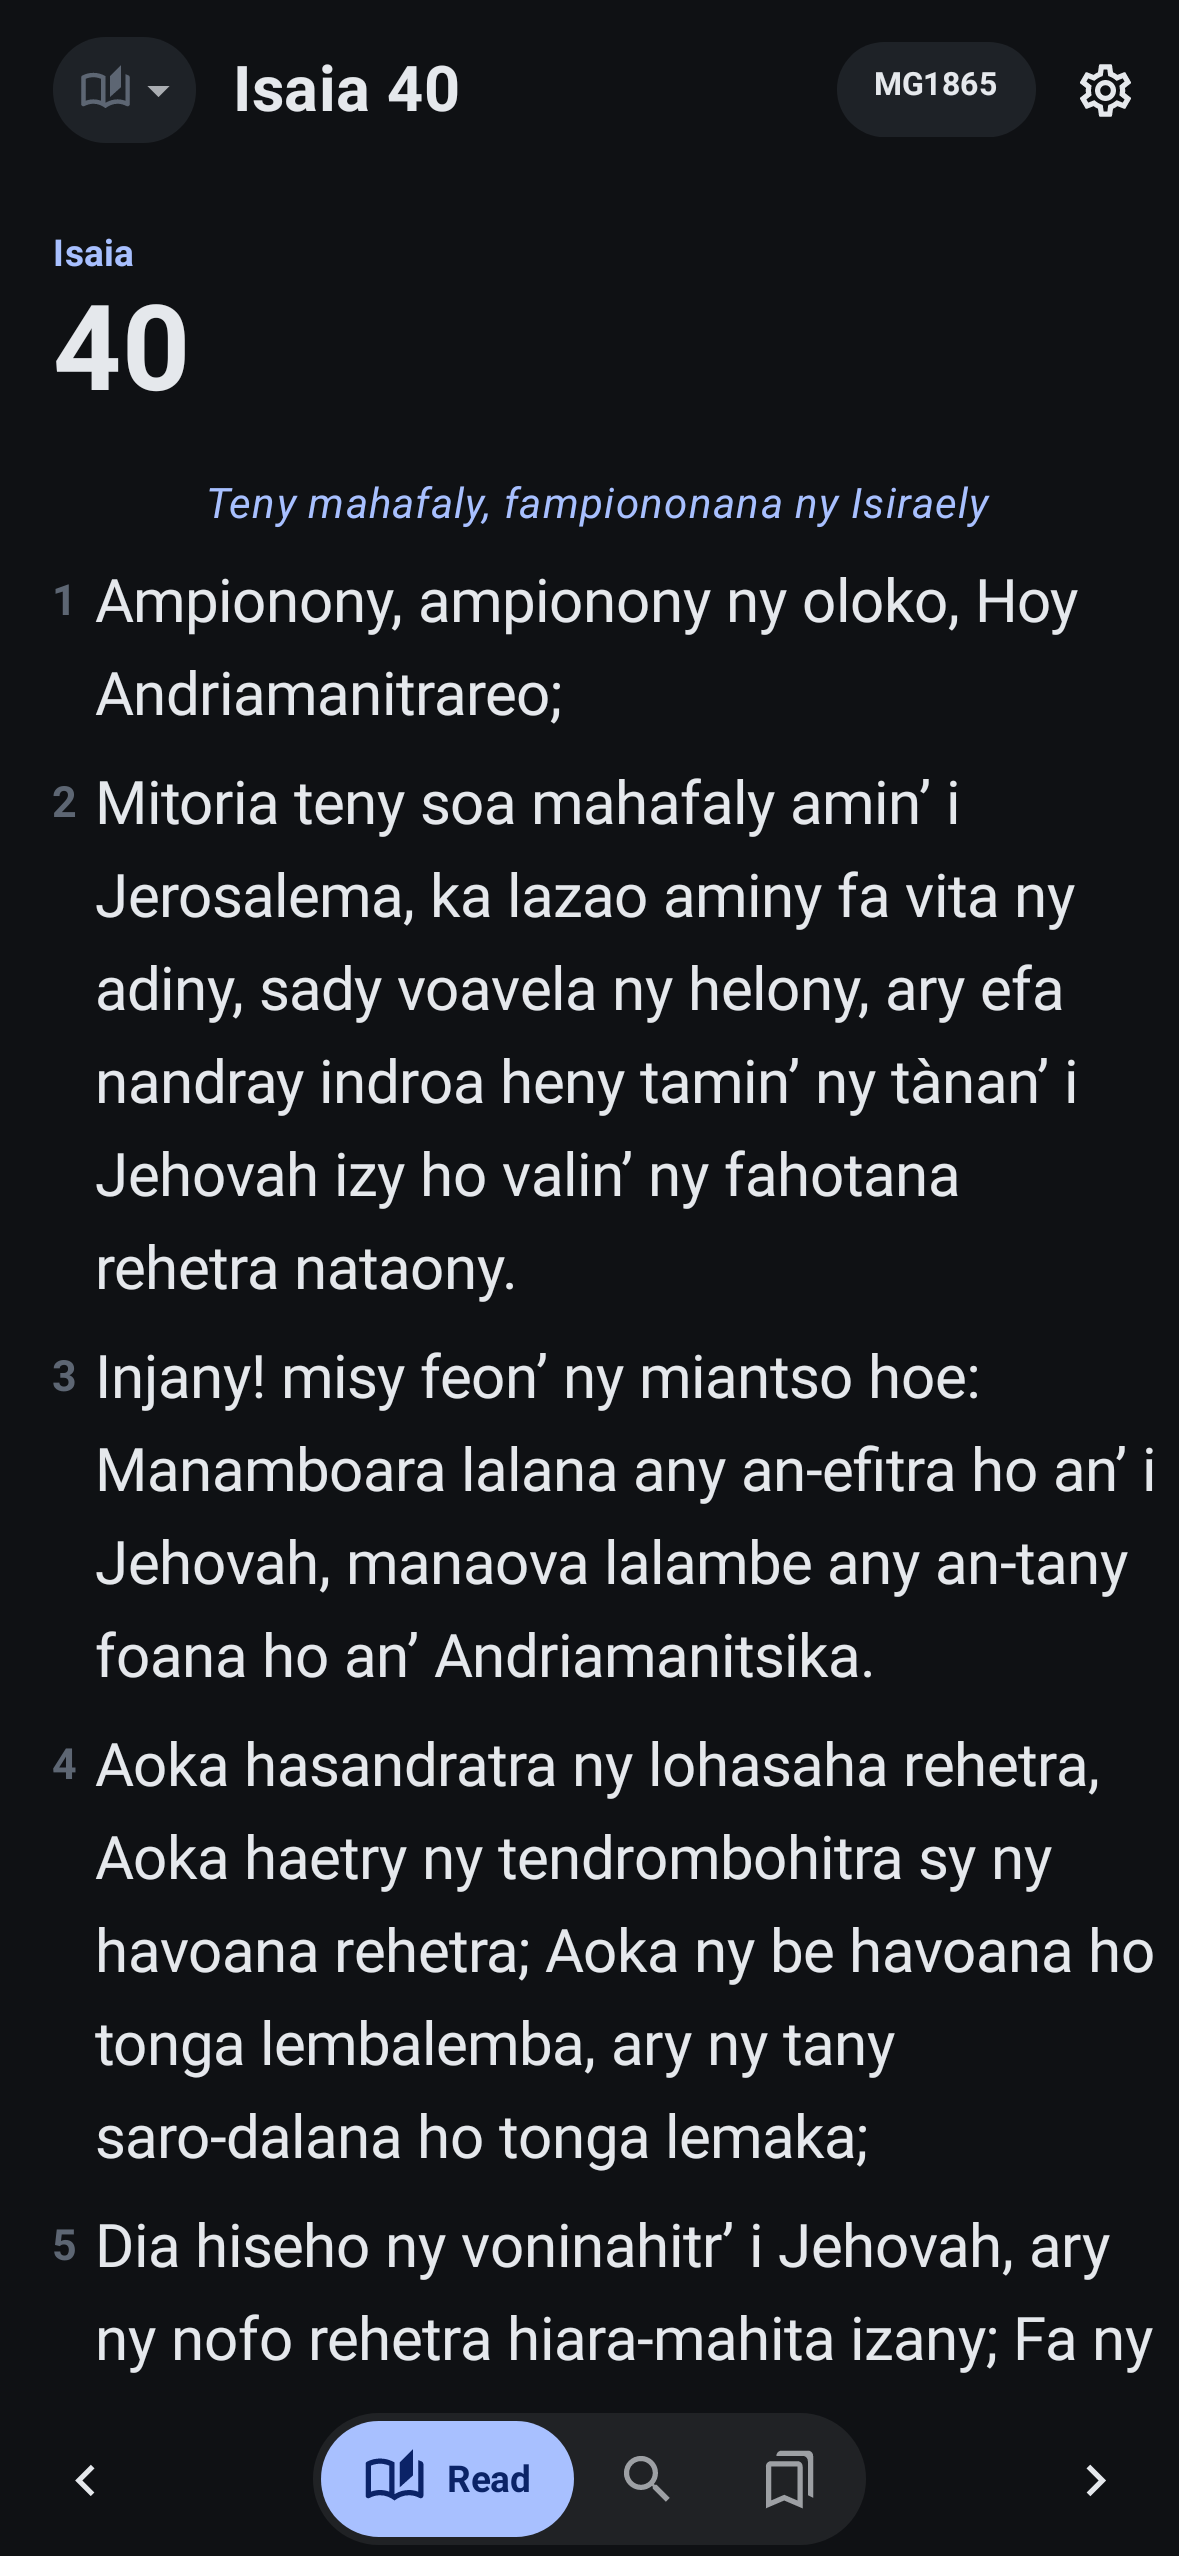 Isaia 40
MG1865
Isaia
40
Teny mahafaly, fampiononana ny Isiraely
1 Ampionony, ampionony ny oloko, Hoy
Andriamanitrareo;
2 Mitoria teny soa mahafaly amin’ i
Jerosalema, ka lazao aminy fa vita ny
adiny, sady voavela ny helony, ary efa
nandray indroa heny tamin’ ny tànan’ i
Jehovah izy ho valin’ ny fahotana
rehetra nataony.
3 Injany! misy feon’ ny miantso hoe:
Manamboara lalana any an-efitra ho an’ i
Jehovah, manaova lalambe any an-tany
foana ho an’ Andriamanitsika.
4 Aoka hasandratra ny lohasaha rehetra,
Aoka haetry ny tendrombohitra sy ny
havoana rehetra; Aoka ny be havoana ho
tonga lembalemba, ary ny tany
saro-dalana ho tonga lemaka;
5 Dia hiseho ny voninahitr’ i Jehovah, ary
ny nofo rehetra hiara-mahita izany; Fa ny
Read